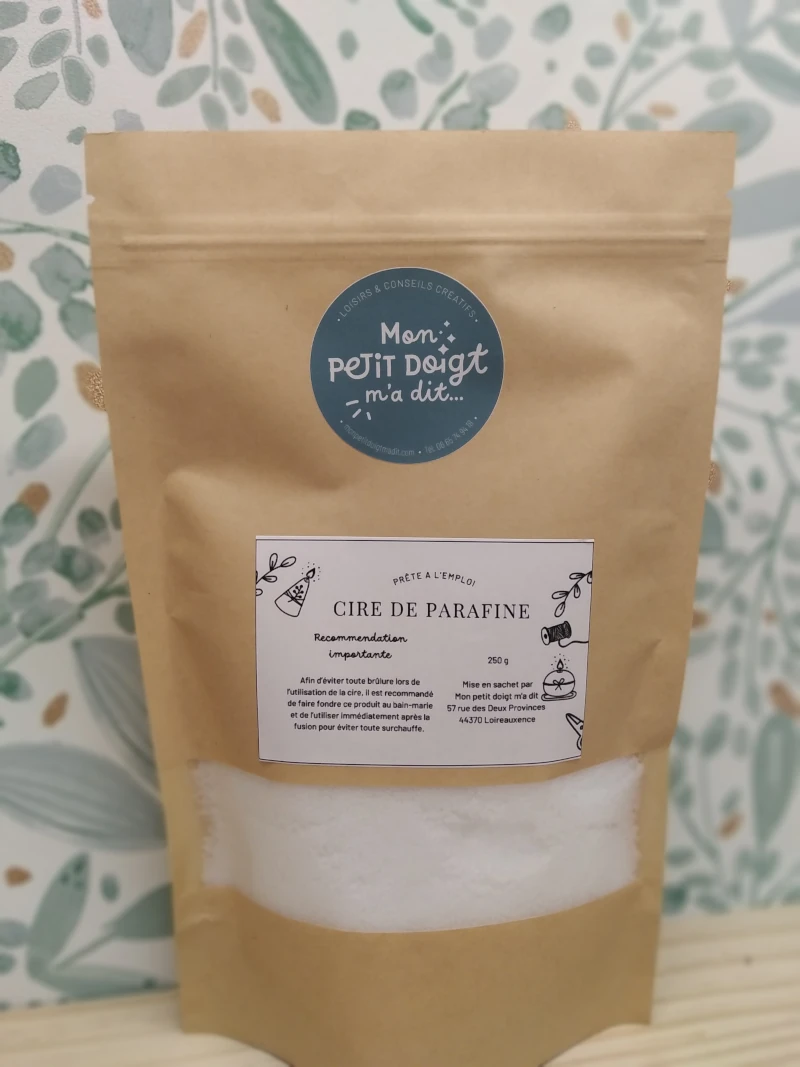 • LOISIRS & CONSEILS CRÉATIFS •
Mon
PETIT DOIGT
m'a dit...
PRÊTE A L'EMPLOI
CIRE DE PARAFINE
Recommendation
importante
Afin d'éviter toute brûlure lors de
l'utilisation de la cire, il est recommandé
de faire fondre ce produit au bain-marie
et de l'utiliser immédiatement après la
fusion pour éviter toute surchauffe.
250 g
Mise en sachet par
Mon petit doigt m'a dit
57 rue des Deux Provinces
44370 Loireauxence